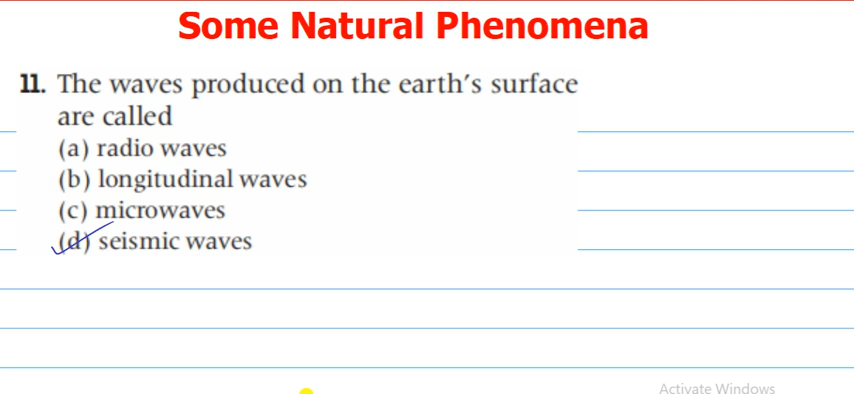 Some Natural Phenomena
11. The waves produced on the earth's surface
are called
(a) radio waves
(b) longitudinal waves
(c) microwaves
(d) seismic waves
Activate Windows